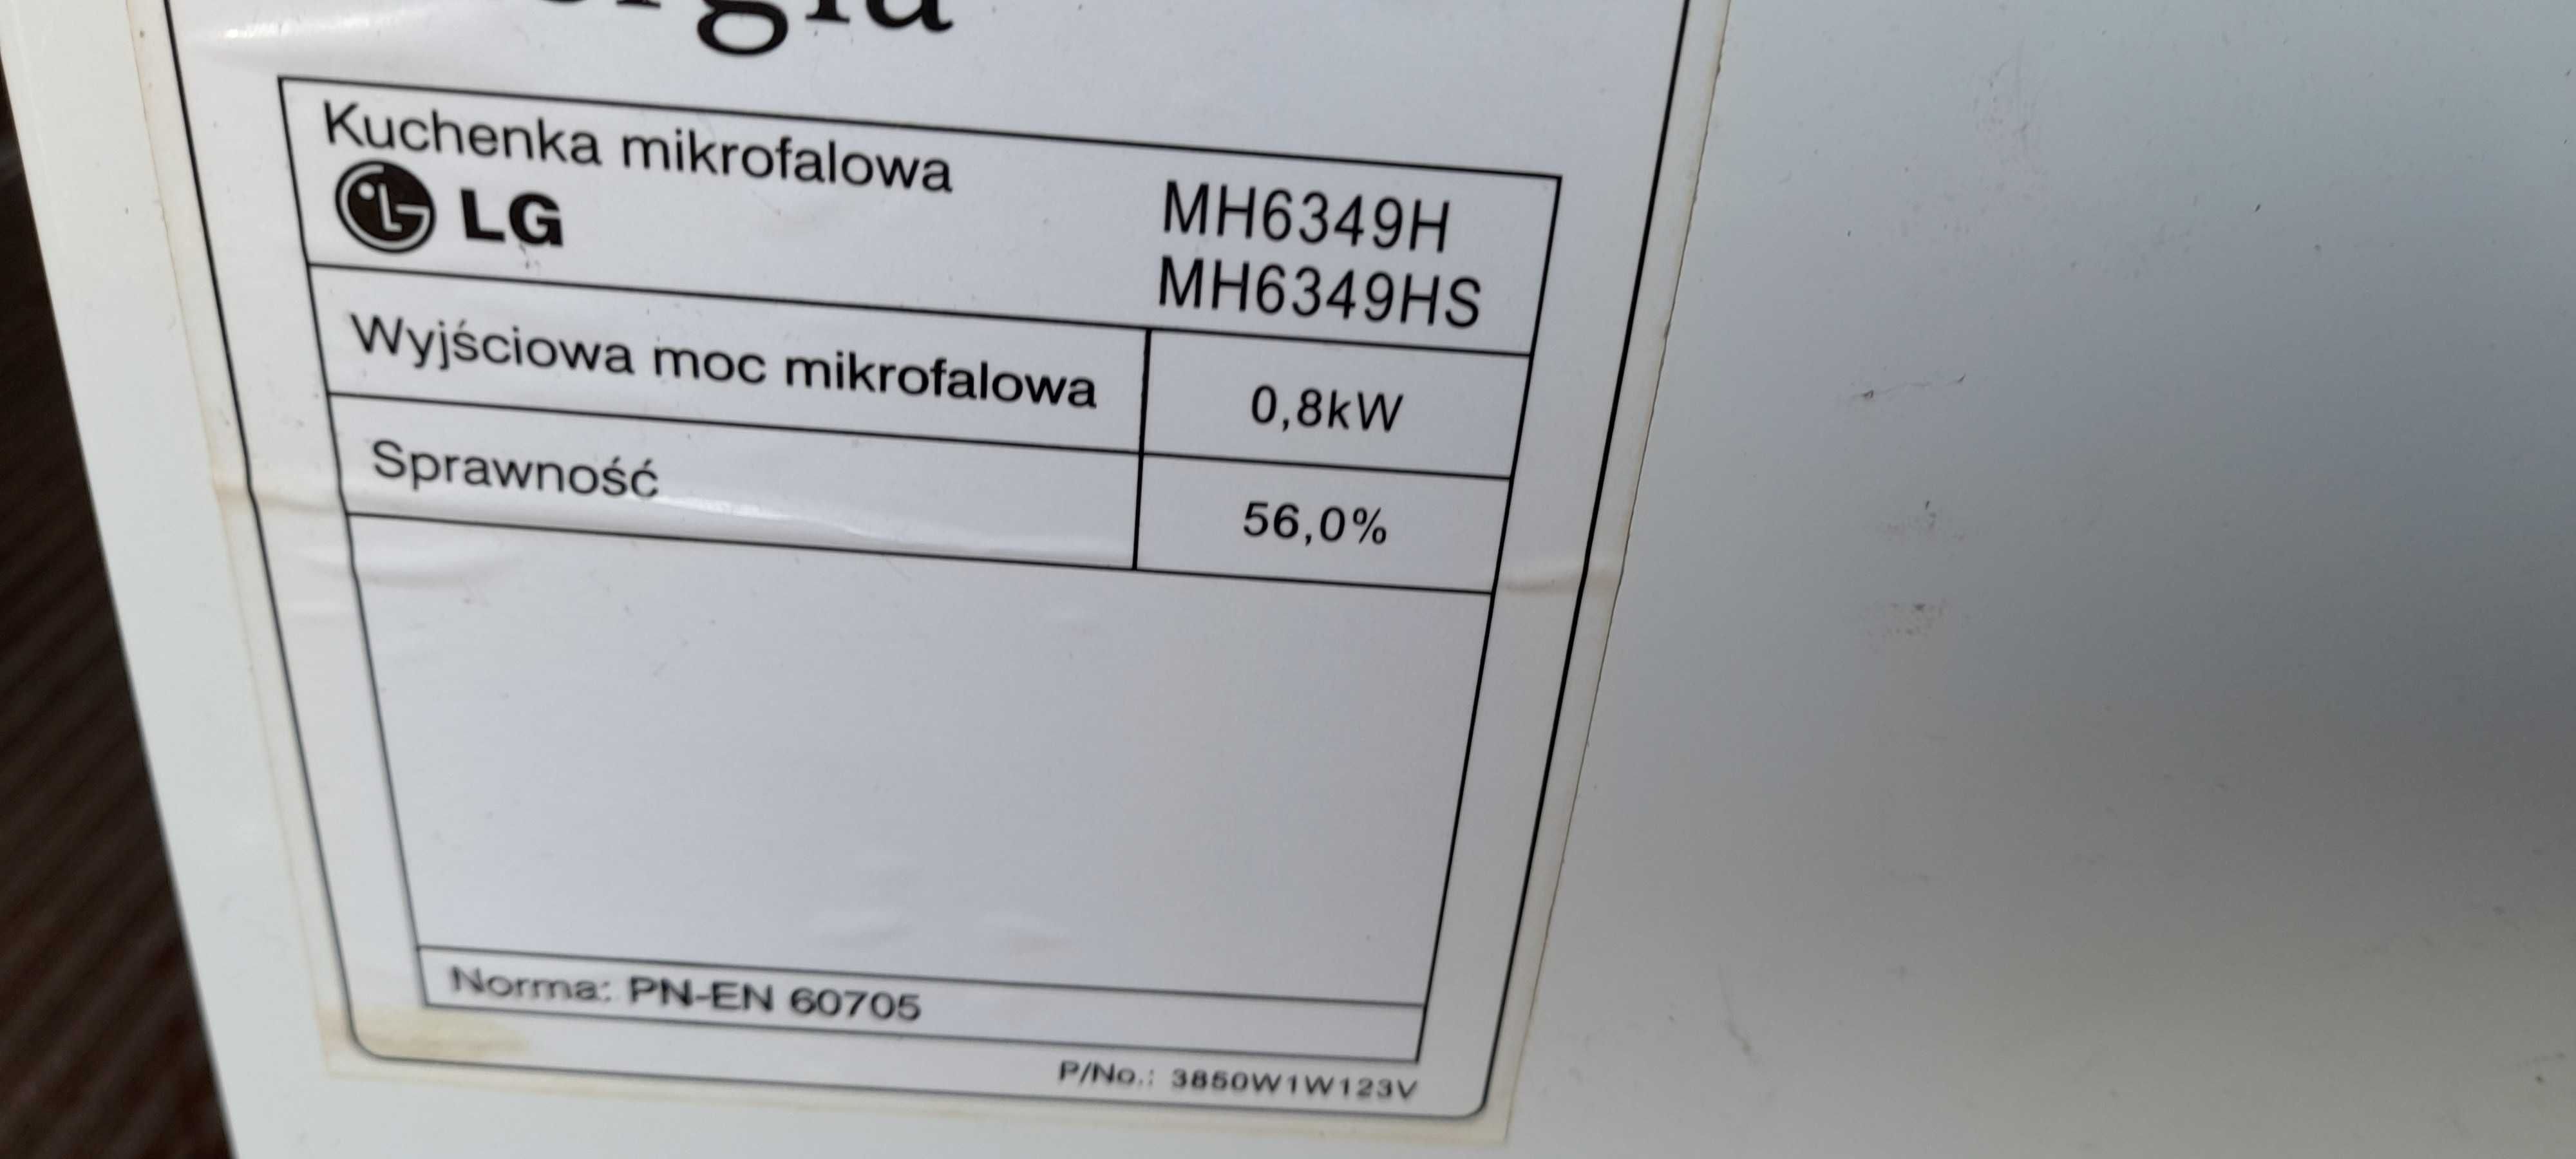 Kuchenka mikrofalowa
LG
MH6349H
MH6349HS
Wyjściowa moc mikrofalowa 0,8kW
Sprawność 56,0%
Norma: PN-EN 60705
P/No.: 3850W1W123V